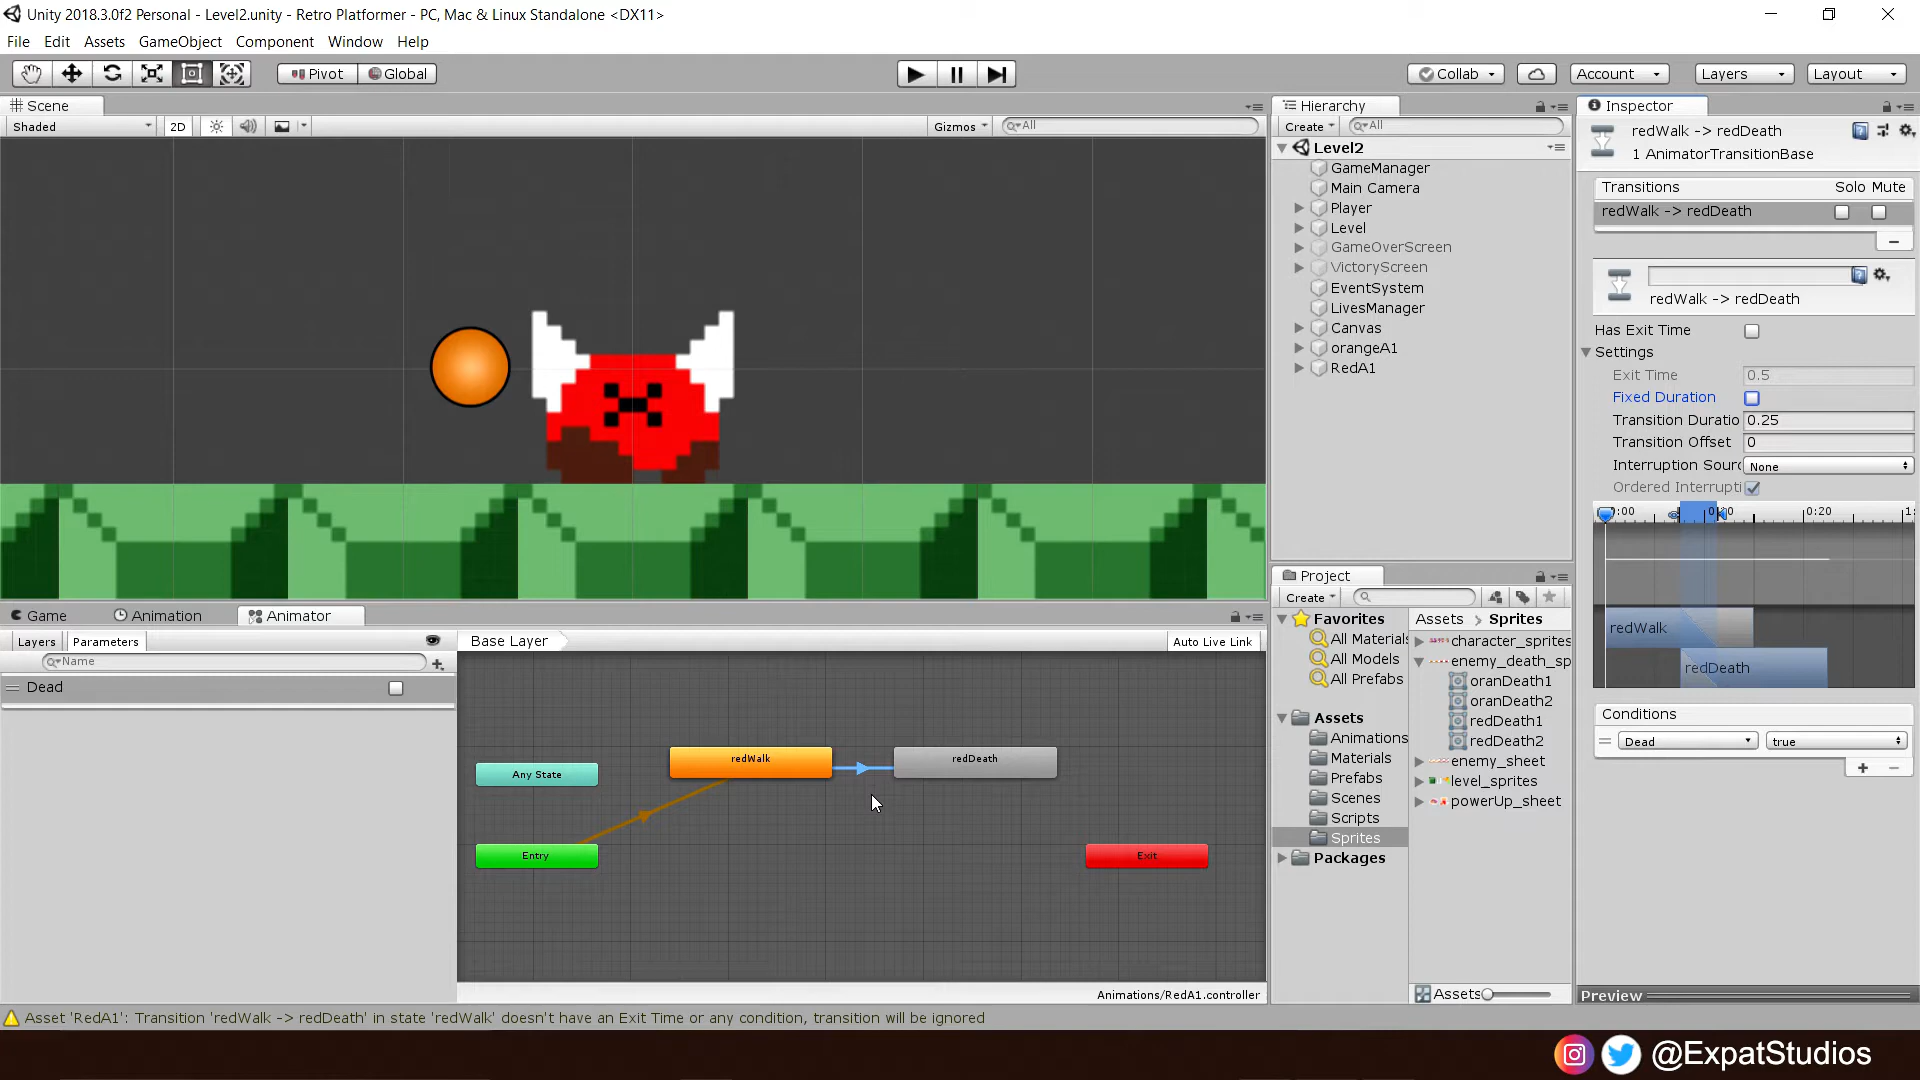 Unity 2018.3.0f2 Personal - Level2.unity - Retro Platformer - PC, Mac & Linux Standalone <DX11>
File Edit Assets GameObject Component Window Help
Pivot Global Collab Account Layers Layout
Scene
Shaded 2D Gizmos All
Hierarchy
Create All
Level2
GameManager
Main Camera
Player
Level
GameOverScreen
VictoryScreen
EventSystem
LivesManager
Canvas
orangeA1
RedA1
Inspector
redWalk -> redDeath
1 AnimatorTransitionBase
Transitions Solo Mute
redWalk -> redDeath
redWalk -> redDeath
Has Exit Time
Settings
Exit Time 0.5
Fixed Duration
Transition Duratio 0.25
Transition Offset 0
Interruption Sourc None
Ordered Interrupti
0:20
redWalk
redDeath
Conditions
Dead true
Preview
Game Animation Animator
Layers Parameters
Name
Dead
Base Layer Auto Live Link
Any State
redWalk
redDeath
Entry
Exit
Animations/RedA1.controller
Project
Create
Favorites
All Material
All Models
All Prefabs
Assets
Animations
Materials
Prefabs
Scenes
Scripts
Sprites
Packages
Assets Sprites
character_sprites
enemy_death_sp
oranDeath1
oranDeath2
redDeath1
redDeath2
enemy_sheet
level_sprites
powerUp_sheet
Assets
Asset 'RedA1': Transition 'redWalk -> redDeath' in state 'redWalk' doesn't have an Exit Time or any condition, transition will be ignored
@ExpatStudios